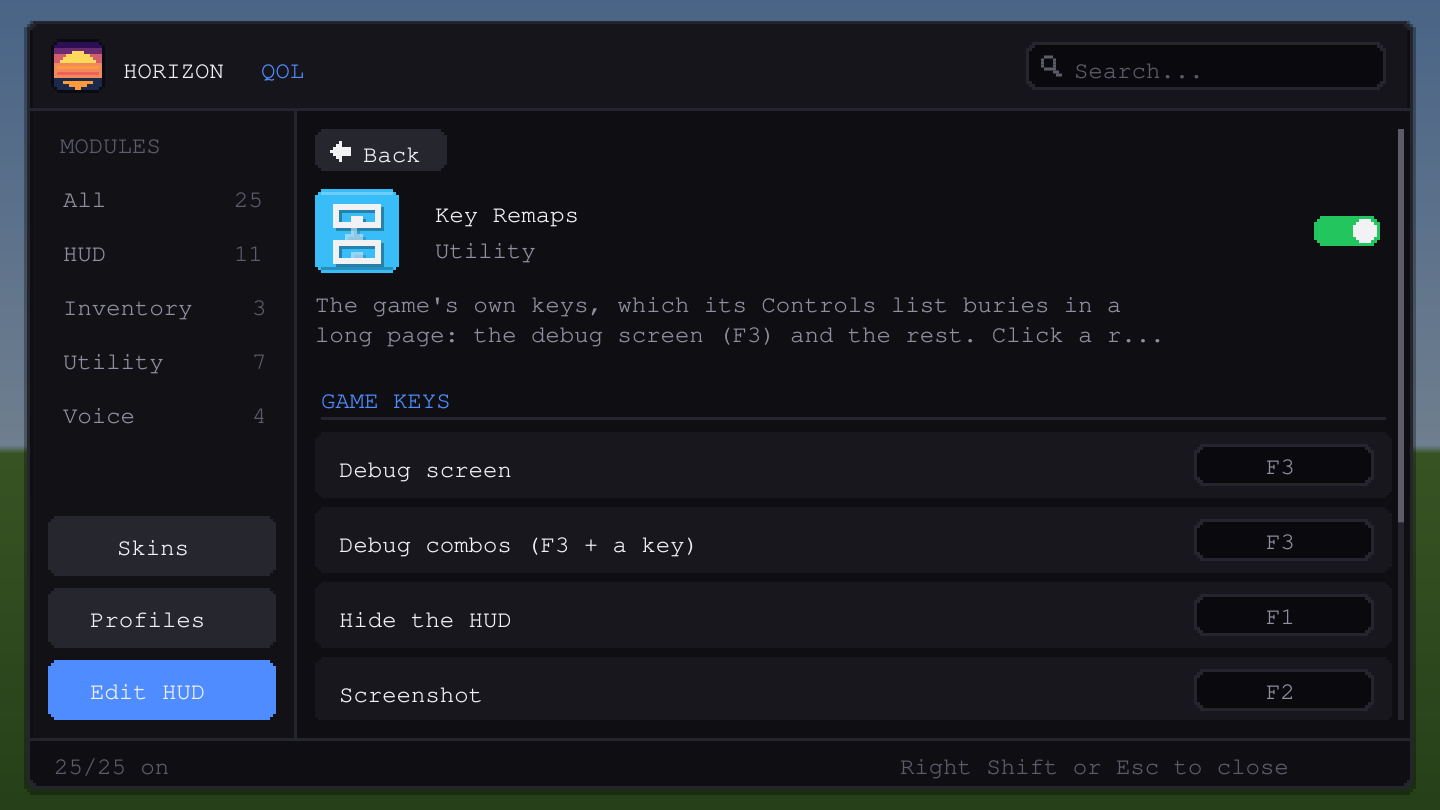 HORIZON QOL
Search...
MODULES
All 25
HUD 11
Inventory 3
Utility 7
Voice 4
Skins
Profiles
Edit HUD
Back
Key Remaps
Utility
The game's own keys, which its Controls list buries in a
long page: the debug screen (F3) and the rest. Click a r...
GAME KEYS
Debug screen F3
Debug combos (F3 + a key) F3
Hide the HUD F1
Screenshot F2
25/25 on
Right Shift or Esc to close